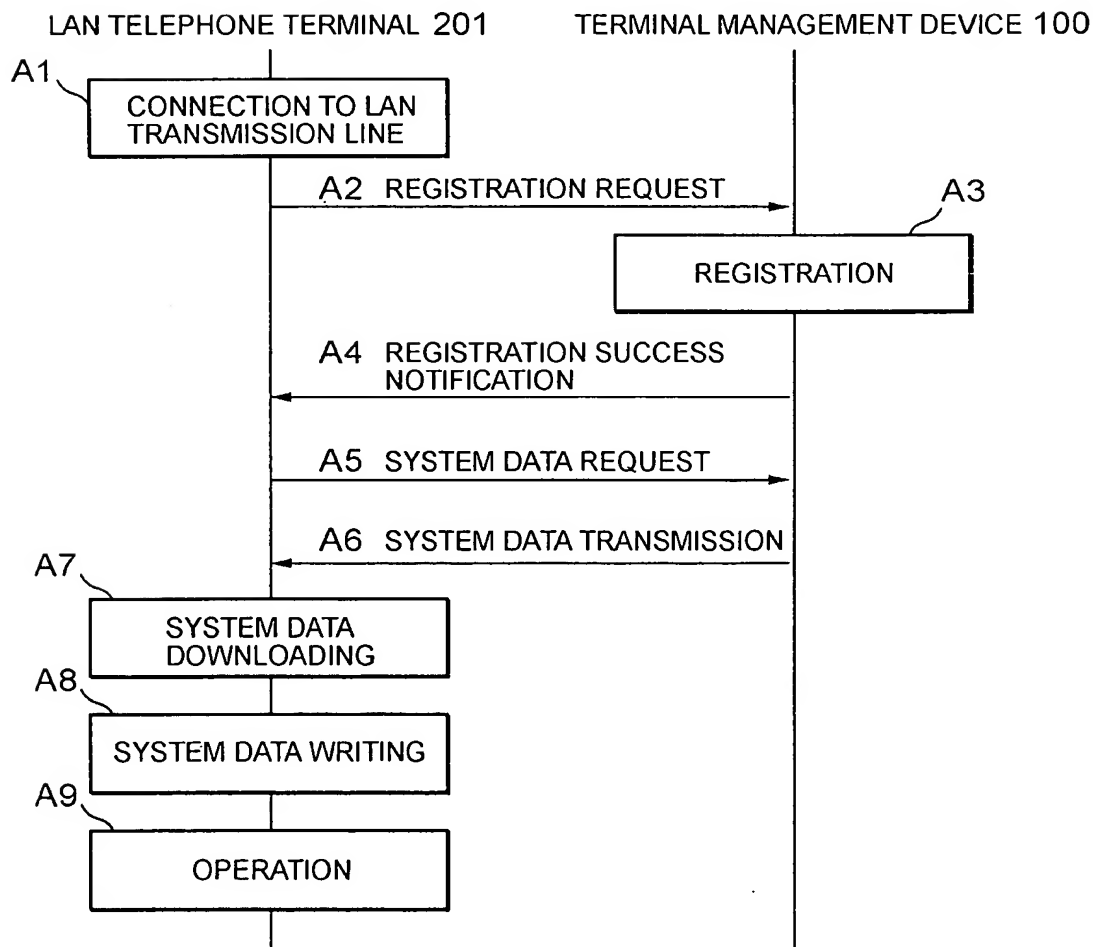 LAN TELEPHONE TERMINAL 201
TERMINAL MANAGEMENT DEVICE 100
A1
CONNECTION TO LAN
TRANSMISSION LINE
A2 REGISTRATION REQUEST
A3
REGISTRATION
A4 REGISTRATION SUCCESS
NOTIFICATION
A5 SYSTEM DATA REQUEST
A6 SYSTEM DATA TRANSMISSION
A7
SYSTEM DATA
DOWNLOADING
A8
SYSTEM DATA WRITING
A9
OPERATION